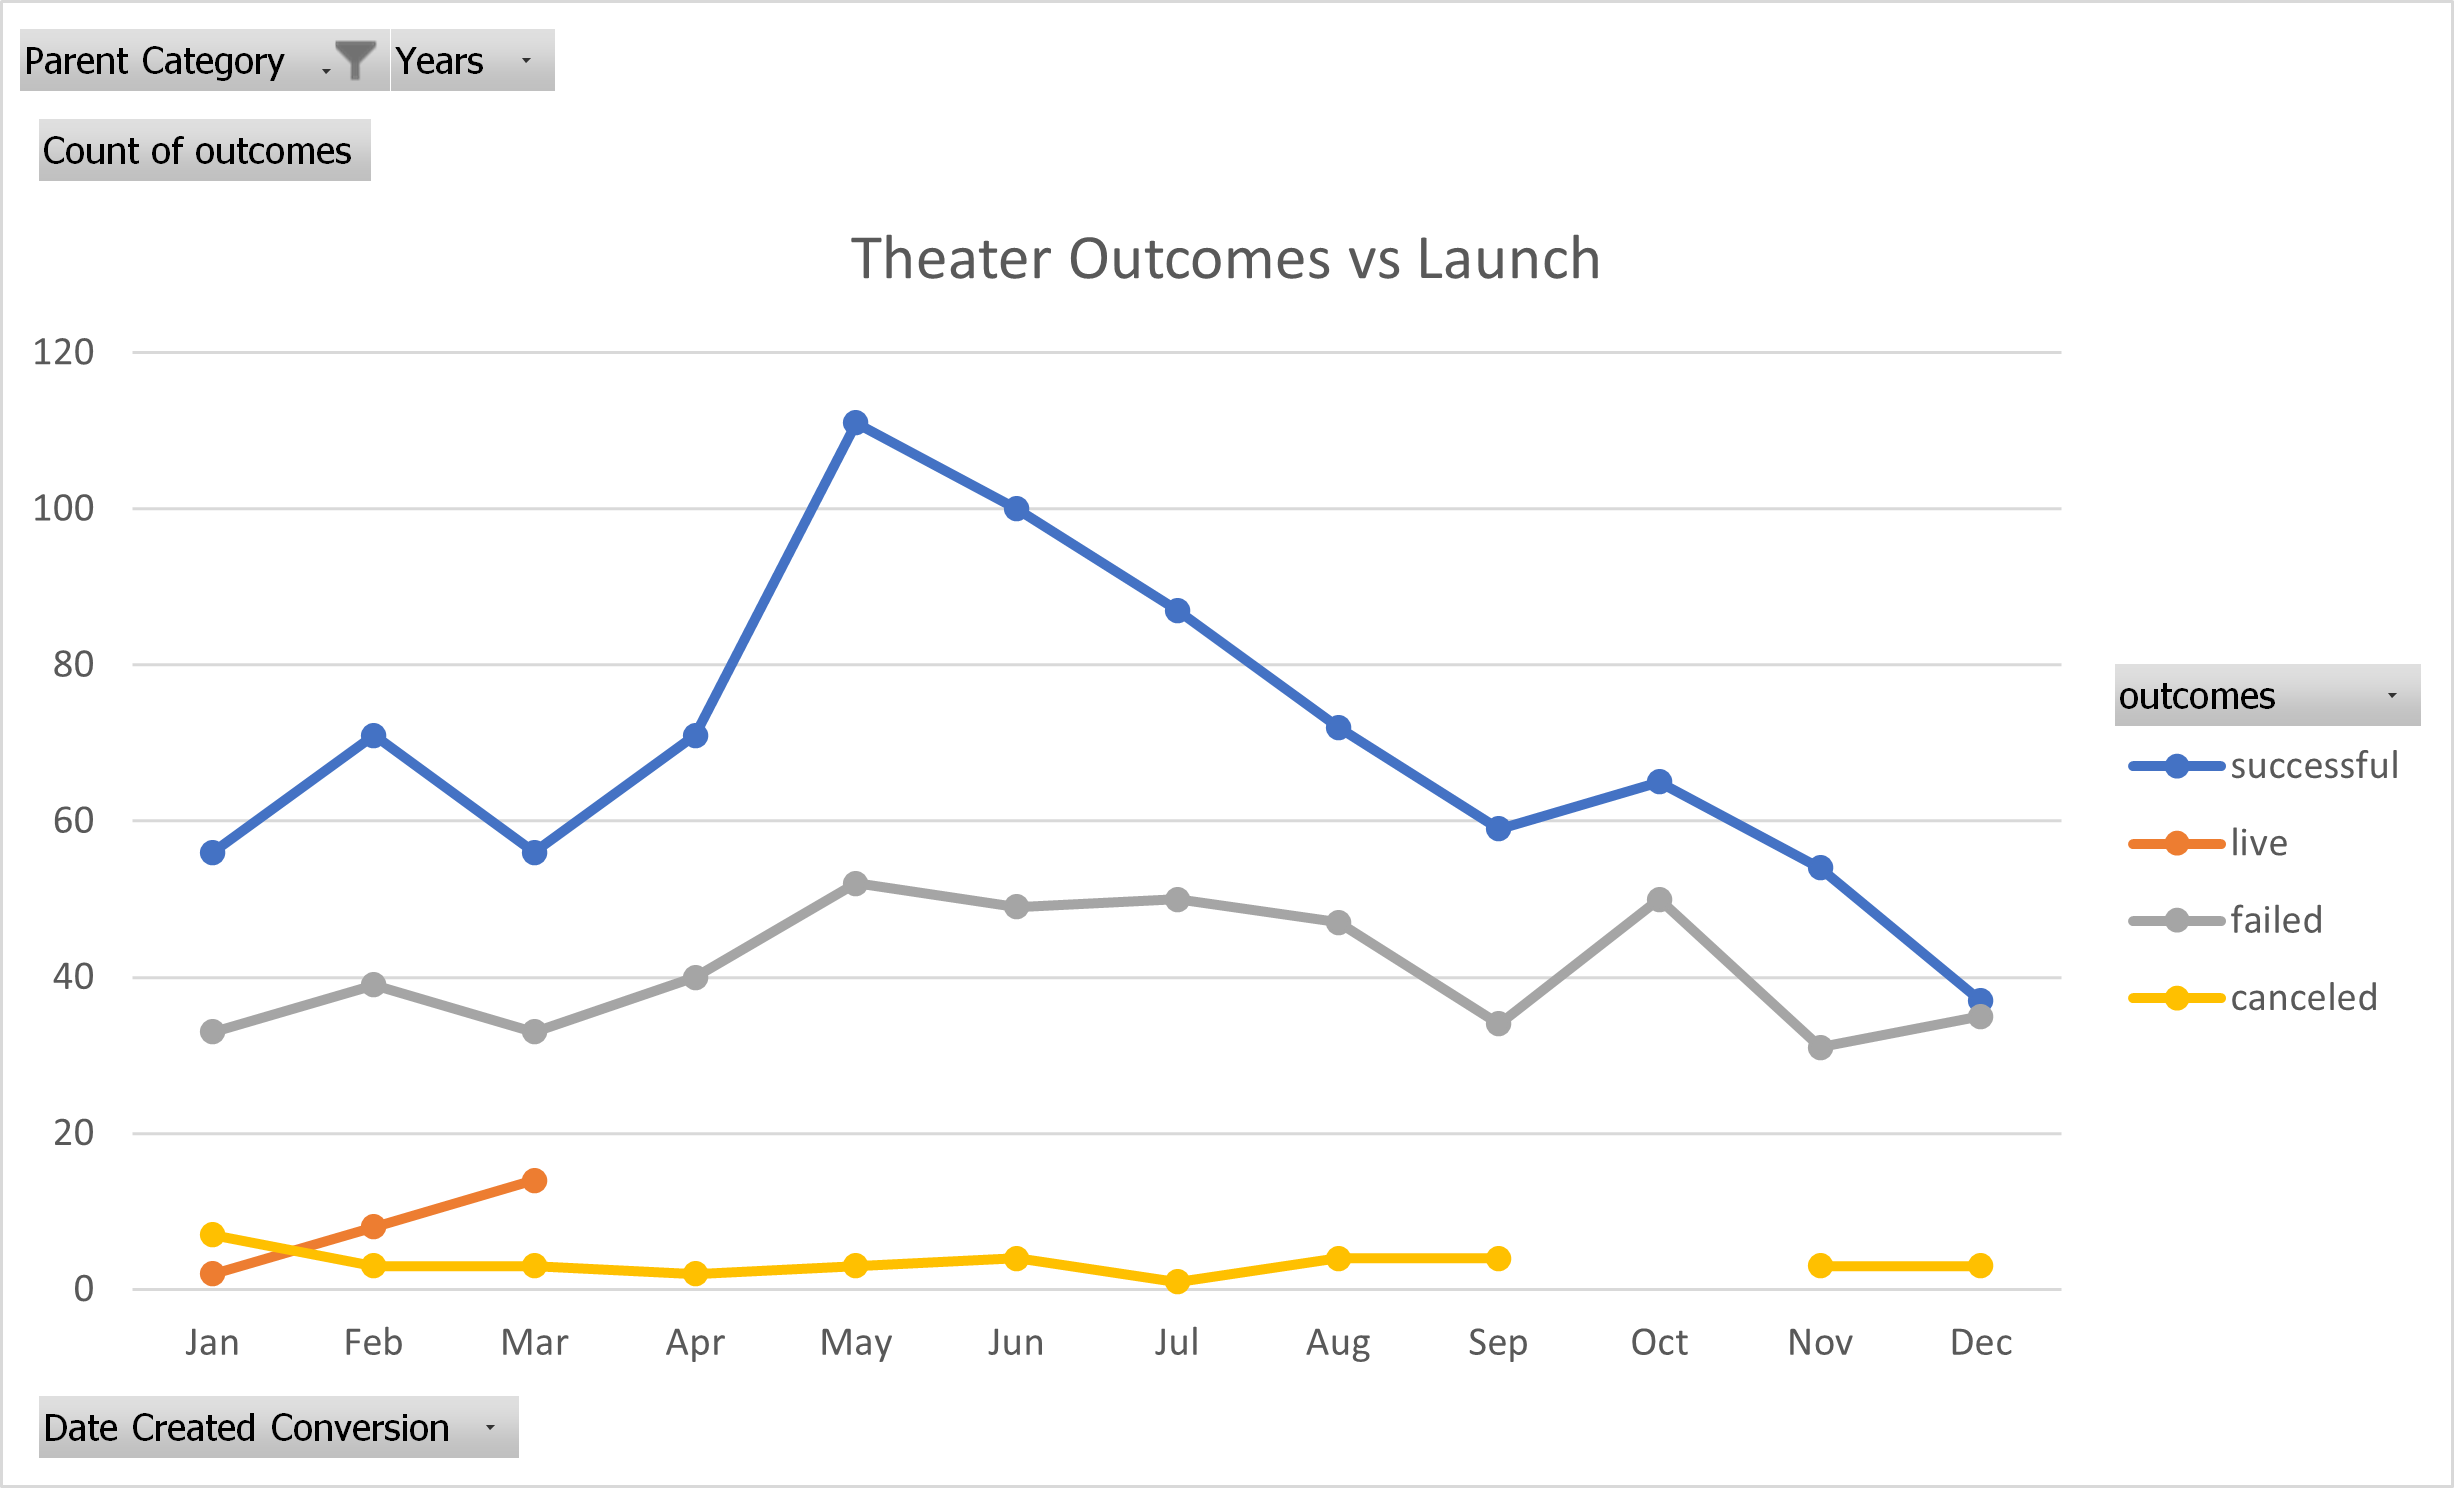 Parent Category Years
Count of outcomes
Theater Outcomes vs Launch
120
100
80
60
40
20
0
Jan Feb Mar Apr May Jun Jul Aug Sep Oct Nov Dec
outcomes
successful
live
failed
canceled
Date Created Conversion